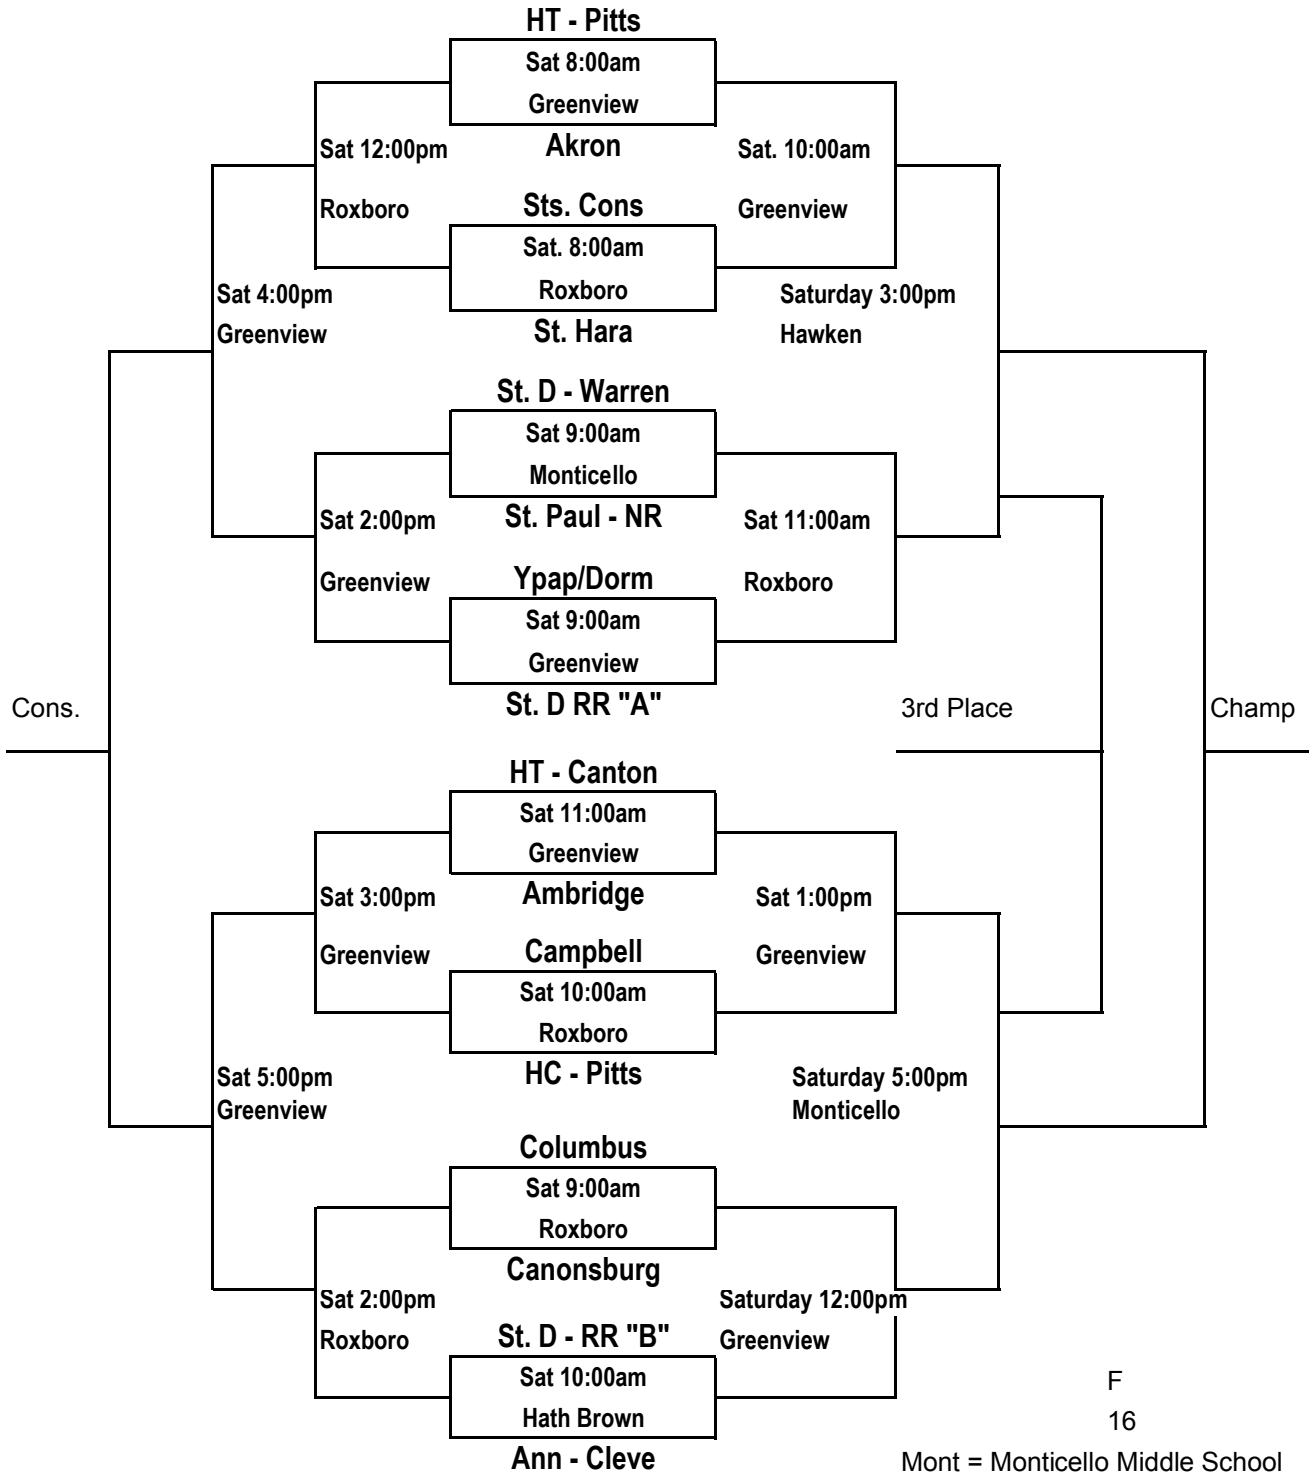 HT - Pitts
Sat 8:00am
Greenview
Akron
Sat 12:00pm
Roxboro
Sat. 10:00am
Greenview
Sts. Cons
Sat. 8:00am
Roxboro
St. Hara
Sat 4:00pm
Greenview
Saturday 3:00pm
Hawken
St. D - Warren
Sat 9:00am
Monticello
St. Paul - NR
Sat 2:00pm
Greenview
Sat 11:00am
Roxboro
Ypap/Dorm
Sat 9:00am
Greenview
St. D RR "A"
Cons.
3rd Place
Champ
HT - Canton
Sat 11:00am
Greenview
Ambridge
Sat 3:00pm
Greenview
Sat 1:00pm
Greenview
Campbell
Sat 10:00am
Roxboro
HC - Pitts
Sat 5:00pm
Greenview
Saturday 5:00pm
Monticello
Columbus
Sat 9:00am
Roxboro
Canonsburg
Sat 2:00pm
Roxboro
Saturday 12:00pm
Greenview
St. D - RR "B"
Sat 10:00am
Hath Brown
Ann - Cleve
F
16
Mont = Monticello Middle School